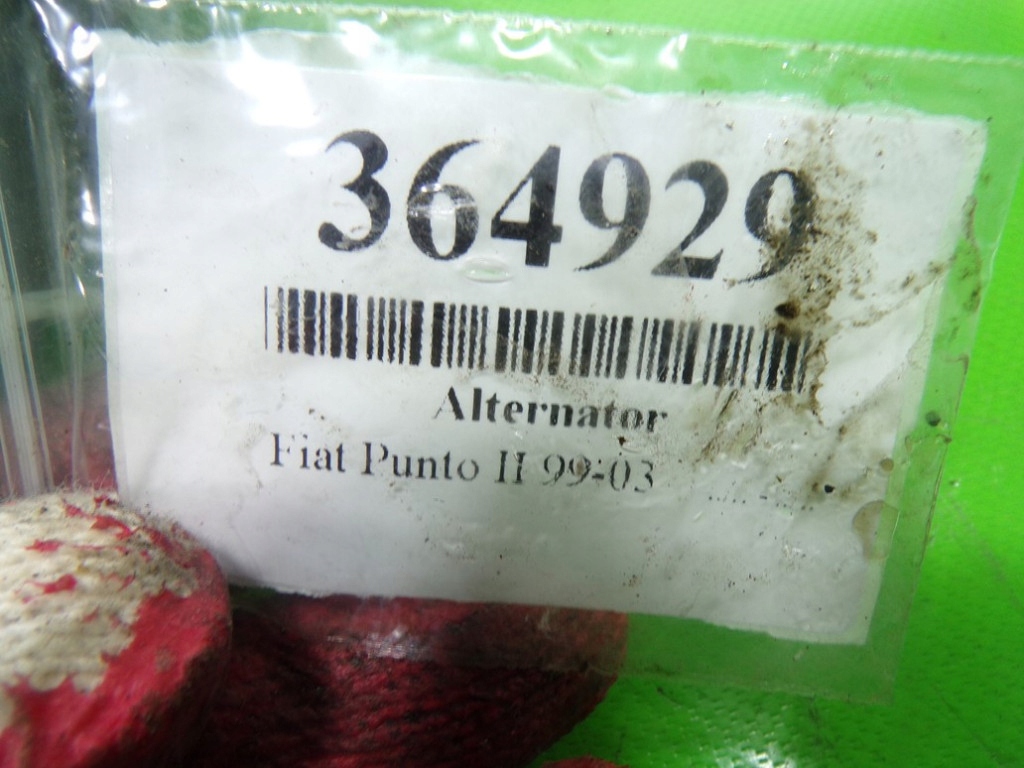 364929
Alternator
Fiat Punto II 99-03